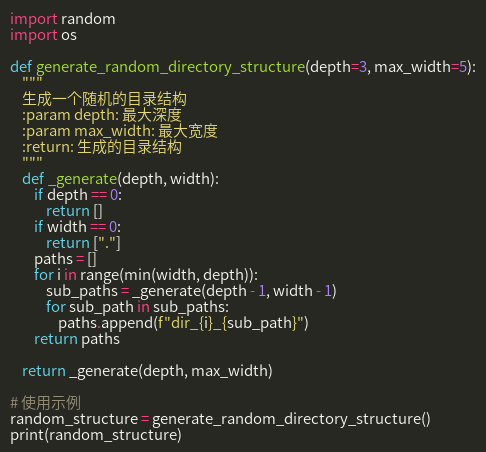 import random
import os

def generate_random_directory_structure(depth=3, max_width=5):
    """
    生成一个随机的目录结构
    :param depth: 最大深度
    :param max_width: 最大宽度
    :return: 生成的目录结构
    """
    def _generate(depth, width):
        if depth == 0:
            return []
        if width == 0:
            return ["."]
        paths = []
        for i in range(min(width, depth)):
            sub_paths = _generate(depth - 1, width - 1)
            for sub_path in sub_paths:
                paths.append(f"dir_{i}_{sub_path}")
        return paths

    return _generate(depth, max_width)

# 使用示例
random_structure = generate_random_directory_structure()
print(random_structure)